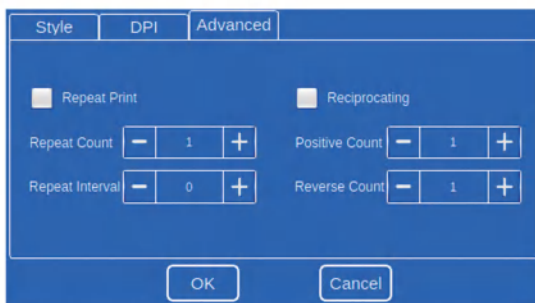 Style DPI Advanced
Repeat Print Reciprocating
Repeat Count − 1 + Positive Count − 1 +
Repeat Interval − 0 + Reverse Count − 1 +
OK Cancel